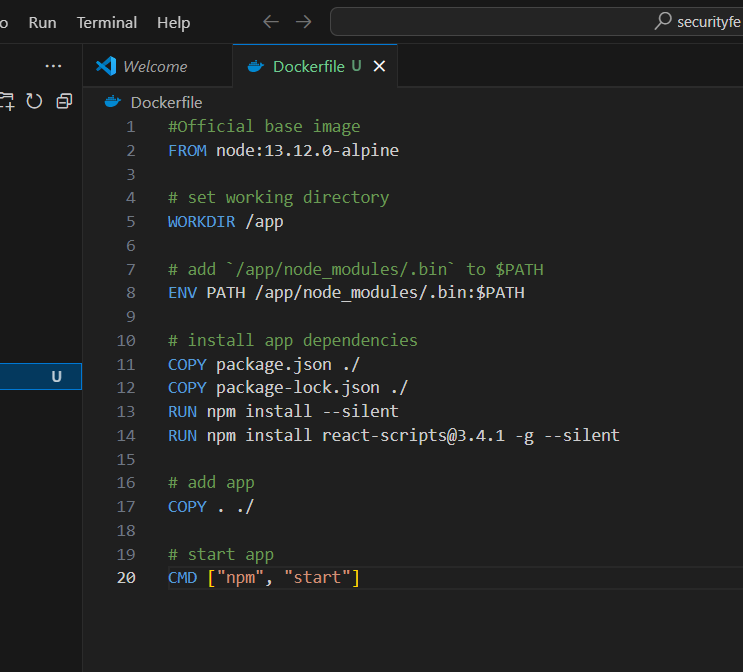 Run Terminal Help
securityfe
Welcome
Dockerfile U
Dockerfile
1 #Official base image
2 FROM node:13.12.0-alpine
3
4 # set working directory
5 WORKDIR /app
6
7 # add `/app/node_modules/.bin` to $PATH
8 ENV PATH /app/node_modules/.bin:$PATH
9
10 # install app dependencies
11 COPY package.json ./
12 COPY package-lock.json ./
13 RUN npm install --silent
14 RUN npm install react-scripts@3.4.1 -g --silent
15
16 # add app
17 COPY . ./
18
19 # start app
20 CMD ["npm", "start"]
U